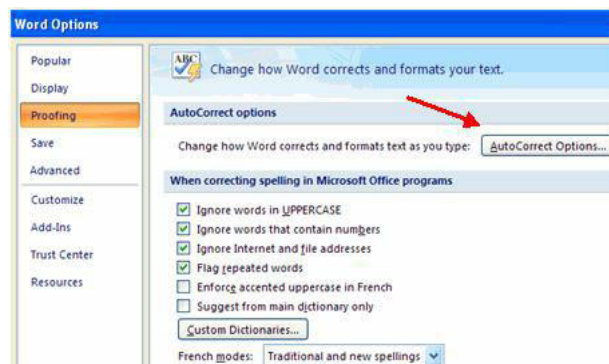 Word Options
Popular
Display
Proofing
Save
Advanced
Customize
Add-Ins
Trust Center
Resources
ABC
Change how Word corrects and formats your text.
AutoCorrect options
Change how Word corrects and formats text as you type: AutoCorrect Options...
When correcting spelling in Microsoft Office programs
Ignore words in UPPERCASE
Ignore words that contain numbers
Ignore Internet and file addresses
Flag repeated words
Enforce accented uppercase in French
Suggest from main dictionary only
Custom Dictionaries...
French modes: Traditional and new spellings